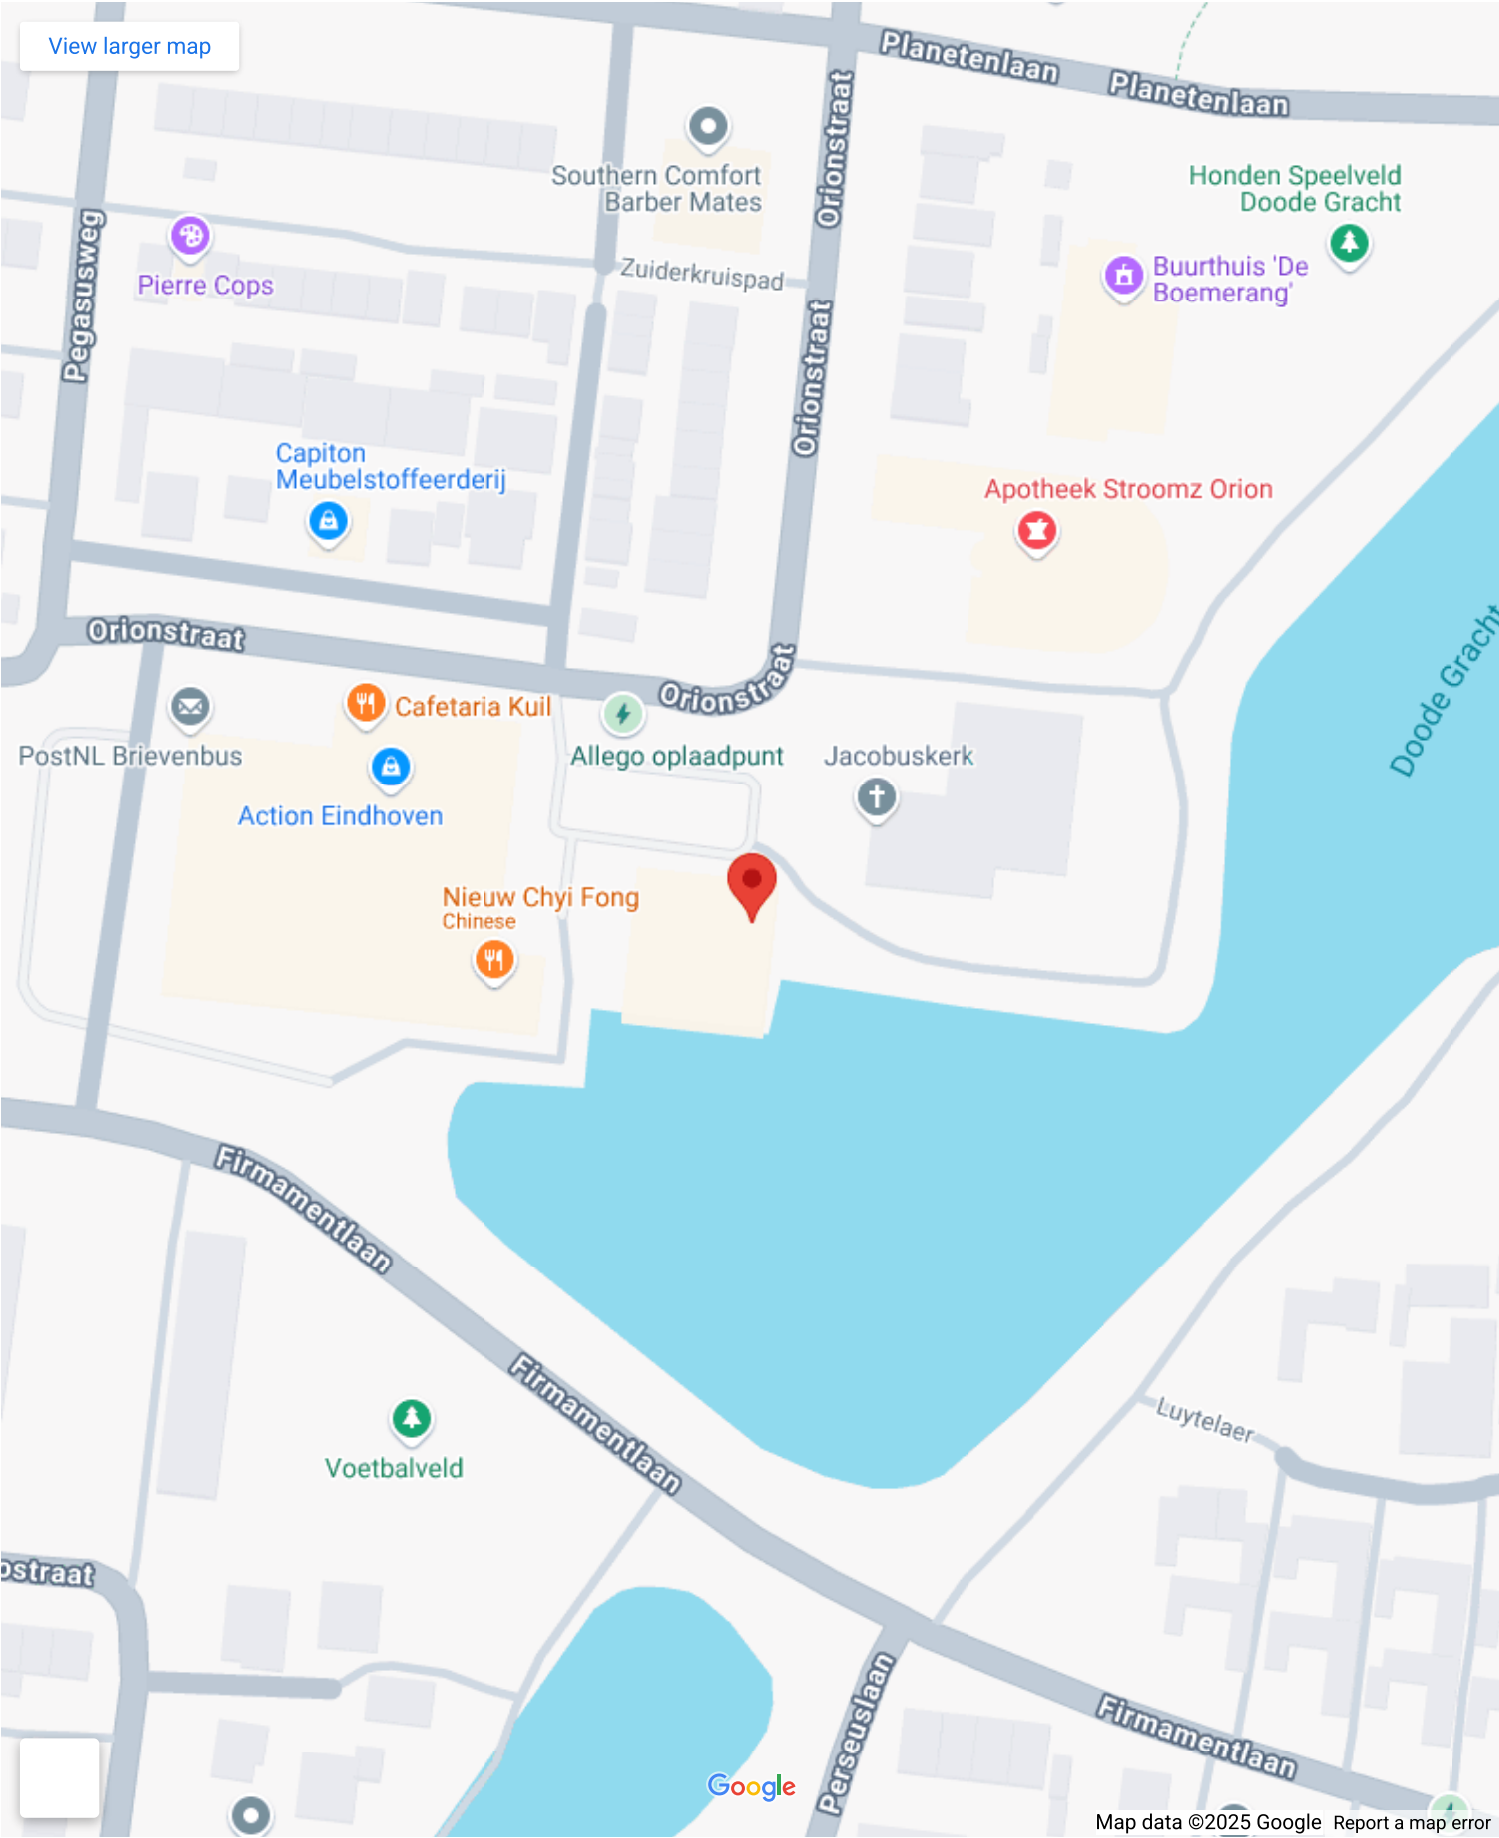 View larger map
Planetenlaan
Planetenlaan
Orionstraat
Southern Comfort
Barber Mates
Honden Speelveld
Doode Gracht
Pegasusweg
Pierre Cops
Zuiderkruispad
Buurthuis 'De
Boemerang'
Orionstraat
Capiton
Meubelstoffeerderij
Apotheek Stroomz Orion
Orionstraat
Orionstraat
Doode Gracht
PostNL Brievenbus
Cafetaria Kuil
Allego oplaadpunt
Jacobuskerk
Action Eindhoven
Nieuw Chyi Fong
Chinese
Firmamentlaan
Firmamentlaan
Voetbalveld
Luytelaer
ostraat
Perseuslaan
Firmamentlaan
Google
Map data ©2025 Google
Report a map error